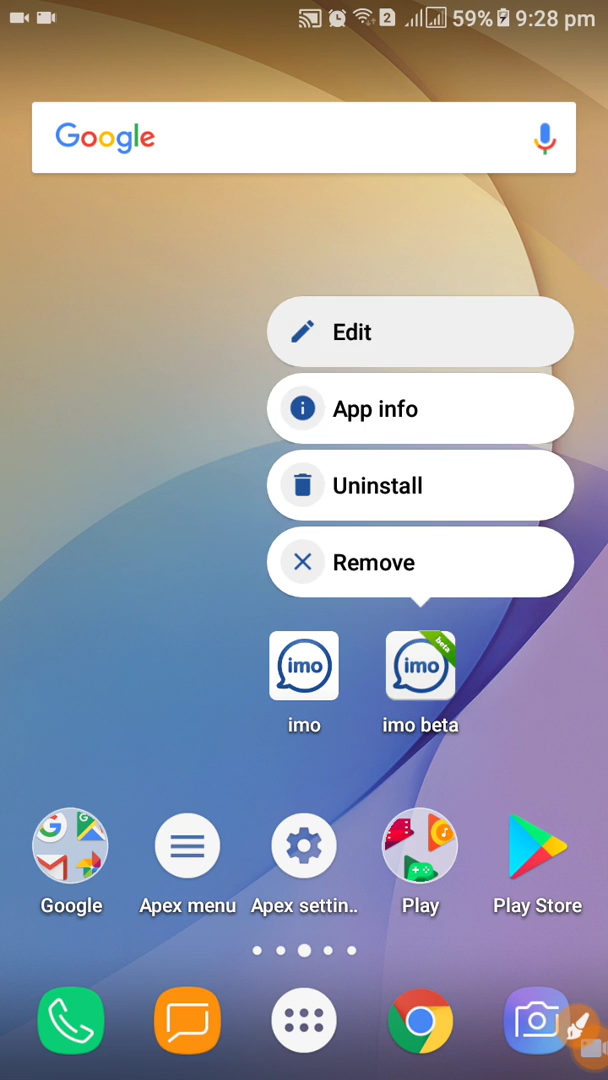 2 59% 9:28 pm
Google
Edit
App info
Uninstall
Remove
imo
imo
beta
imo
imo beta
G
Google
Apex menu
Apex settin..
Play
Play Store